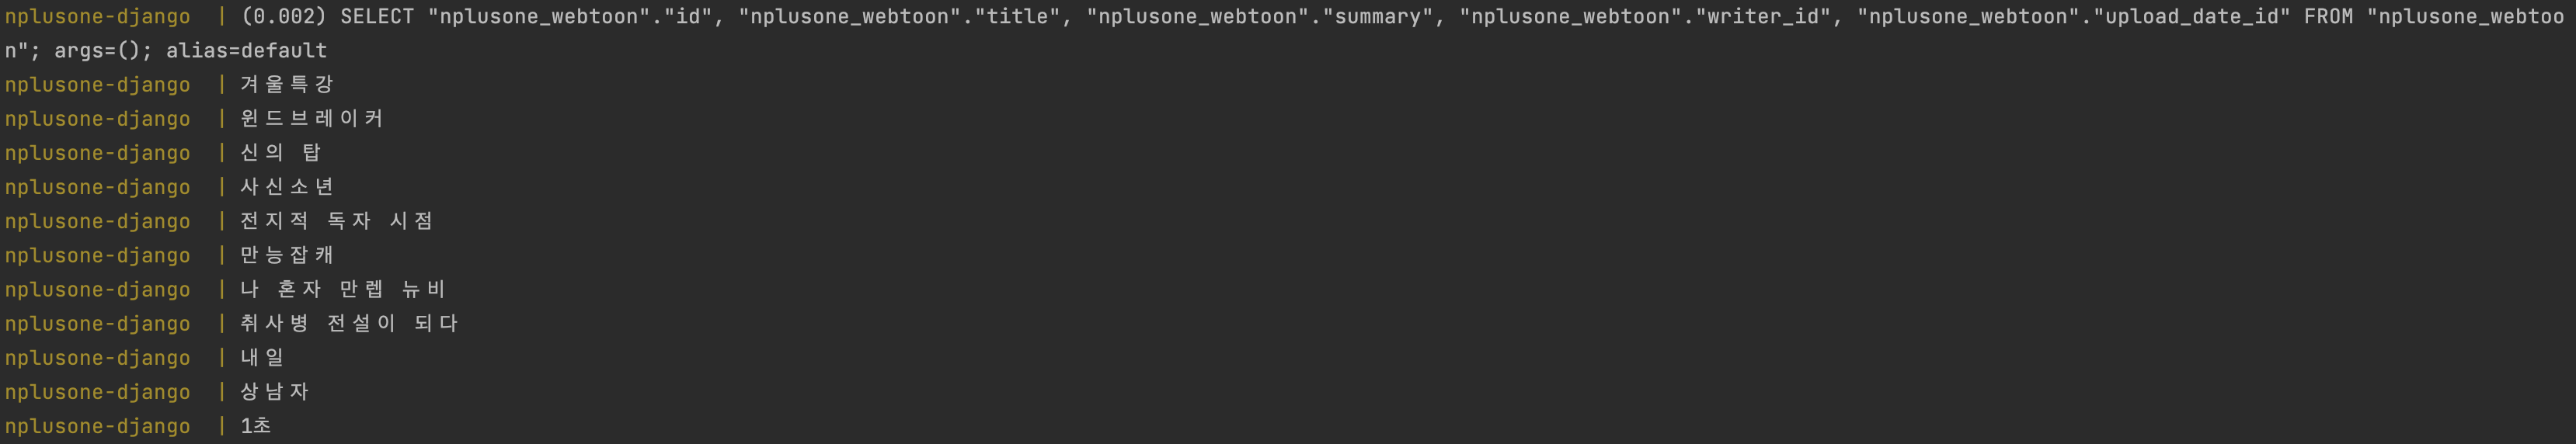 nplusone-django  | (0.002) SELECT "nplusone_webtoon"."id", "nplusone_webtoon"."title", "nplusone_webtoon"."summary", "nplusone_webtoon"."writer_id", "nplusone_webtoon"."upload_date_id" FROM "nplusone_webtoo
n"; args=(); alias=default
nplusone-django  | 겨울특강
nplusone-django  | 윈드브레이커
nplusone-django  | 신의 탑
nplusone-django  | 사신소년
nplusone-django  | 전지적 독자 시점
nplusone-django  | 만능잡캐
nplusone-django  | 나 혼자 만렙 뉴비
nplusone-django  | 취사병 전설이 되다
nplusone-django  | 내일
nplusone-django  | 상남자
nplusone-django  | 1초